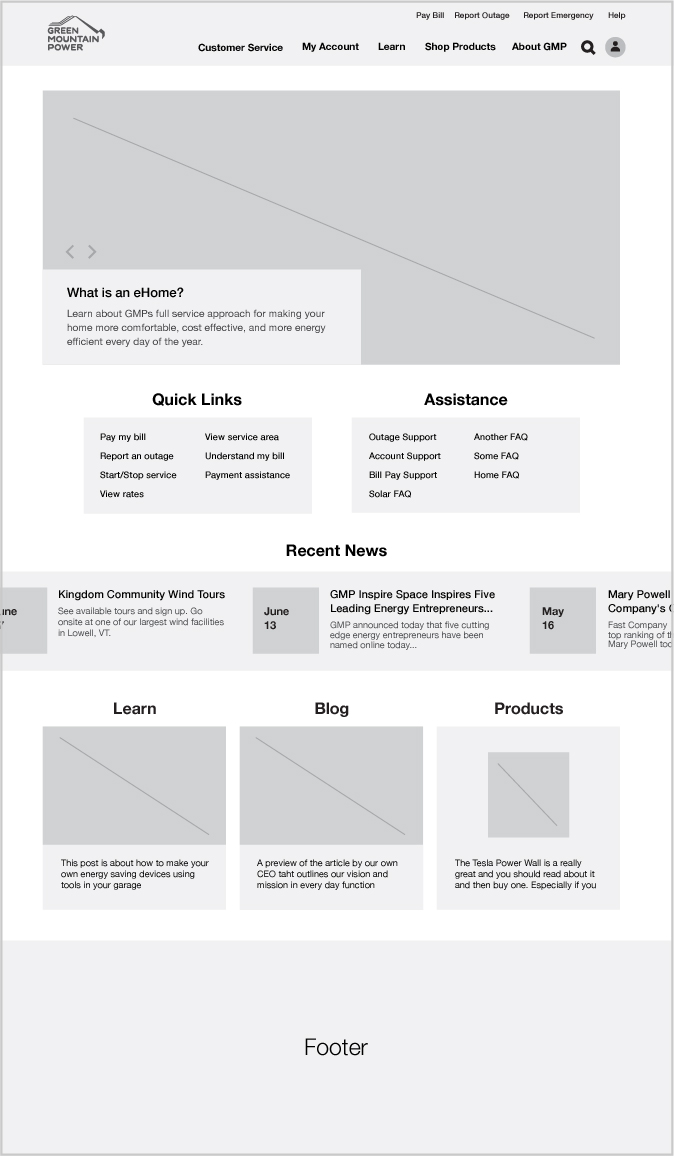 Pay Bill Report Outage Report Emergency Help
GREEN
MOUNTAIN
POWER
Customer Service My Account Learn Shop Products About GMP
What is an eHome?
Learn about GMPs full service approach for making your
home more comfortable, cost effective, and more energy
efficient every day of the year.
Quick Links
Pay my bill
Report an outage
Start/Stop service
View rates
View service area
Understand my bill
Payment assistance
Assistance
Outage Support
Account Support
Bill Pay Support
Solar FAQ
Another FAQ
Some FAQ
Home FAQ
Recent News
Kingdom Community Wind Tours
See available tours and sign up. Go
onsite at one of our largest wind facilities
in Lowell, VT.
June
13
GMP Inspire Space Inspires Five
Leading Energy Entrepreneurs...
GMP announced today that five cutting
edge energy entrepreneurs have been
named online today...
May
16
Mary Powell
Company's
Fast Company
top ranking of
Mary Powell
Learn
This post is about how to make your
own energy saving devices using
tools in your garage
Blog
A preview of the article by our own
CEO taht outlines our vision and
mission in every day function
Products
The Tesla Power Wall is a really
great and you should read about it
and then buy one. Especially if you
Footer